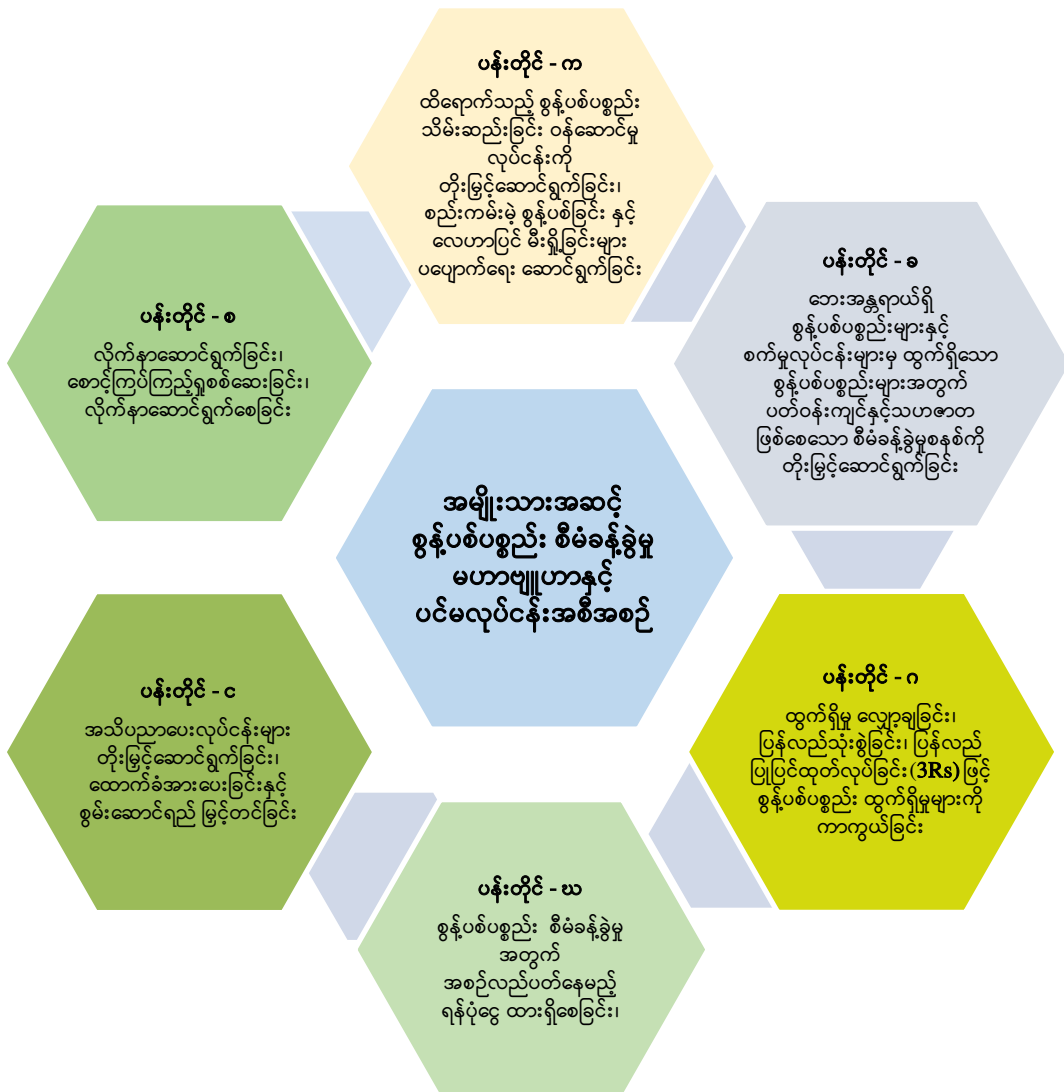 ပန်းတိုင် - က
ထိရောက်သည့် စွန့်ပစ်ပစ္စည်း
သိမ်းဆည်းခြင်း ဝန်ဆောင်မှု
လုပ်ငန်းကို
တိုးမြှင့်ဆောင်ရွက်ခြင်း၊
စည်းကမ်းမဲ့ စွန့်ပစ်ခြင်း နှင့်
လေဟာပြင် မီးရှို့ခြင်းများ
ပပျောက်ရေး ဆောင်ရွက်ခြင်း
ပန်းတိုင် - ခ
ဘေးအန္တရာယ်ရှိ
စွန့်ပစ်ပစ္စည်းများနှင့်
စက်မှုလုပ်ငန်းများမှ ထွက်ရှိသော
စွန့်ပစ်ပစ္စည်းများအတွက်
ပတ်ဝန်းကျင်နှင့်သဟဇာတ
ဖြစ်စေသော စီမံခန့်ခွဲမှုစနစ်ကို
တိုးမြှင့်ဆောင်ရွက်ခြင်း
ပန်းတိုင် - ဂ
ထွက်ရှိမှု လျှော့ချခြင်း၊
ပြန်လည်သုံးစွဲခြင်း၊ ပြန်လည်
ပြုပြင်ထုတ်လုပ်ခြင်း(3Rs)ဖြင့်
စွန့်ပစ်ပစ္စည်း ထွက်ရှိမှုများကို
ကာကွယ်ခြင်း
ပန်းတိုင် - ဃ
စွန့်ပစ်ပစ္စည်း စီမံခန့်ခွဲမှု
အတွက်
အစဉ်လည်ပတ်နေမည့်
ရန်ပုံငွေ ထားရှိစေခြင်း၊
ပန်းတိုင် - င
အသိပညာပေးလုပ်ငန်းများ
တိုးမြှင့်ဆောင်ရွက်ခြင်း၊
ထောက်ခံအားပေးခြင်းနှင့်
စွမ်းဆောင်ရည် မြှင့်တင်ခြင်း
ပန်းတိုင် - စ
လိုက်နာဆောင်ရွက်ခြင်း၊
စောင့်ကြပ်ကြည့်ရှုစစ်ဆေးခြင်း၊
လိုက်နာဆောင်ရွက်စေခြင်း
အမျိုးသားအဆင့်
စွန့်ပစ်ပစ္စည်း စီမံခန့်ခွဲမှု
မဟာဗျူဟာနှင့်
ပင်မလုပ်ငန်းအစီအစဉ်